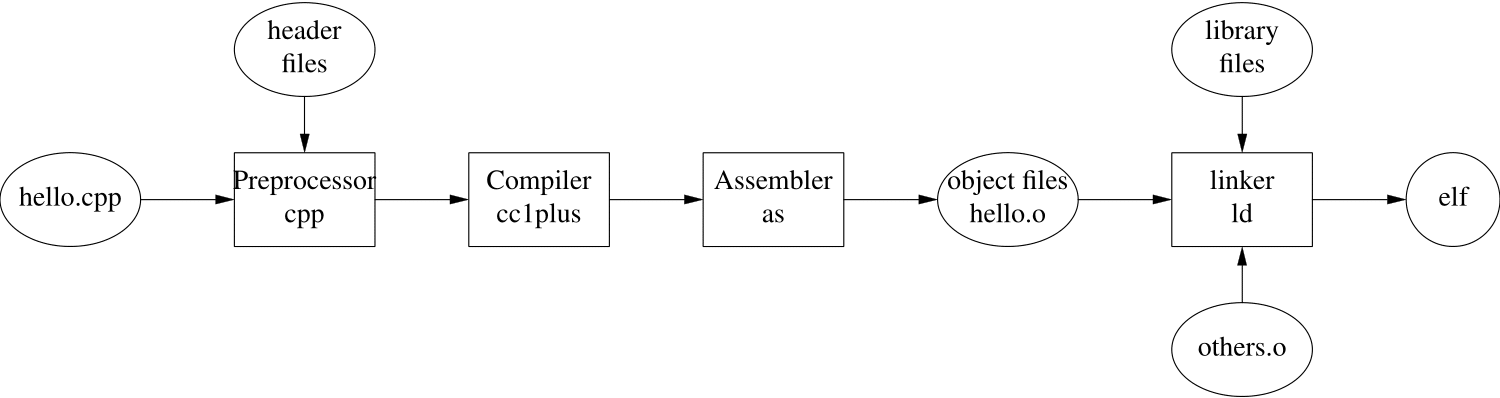 header
files
library
files
hello.cpp
Preprocessor
cpp
Compiler
cc1plus
Assembler
as
object files
hello.o
linker
ld
elf
others.o